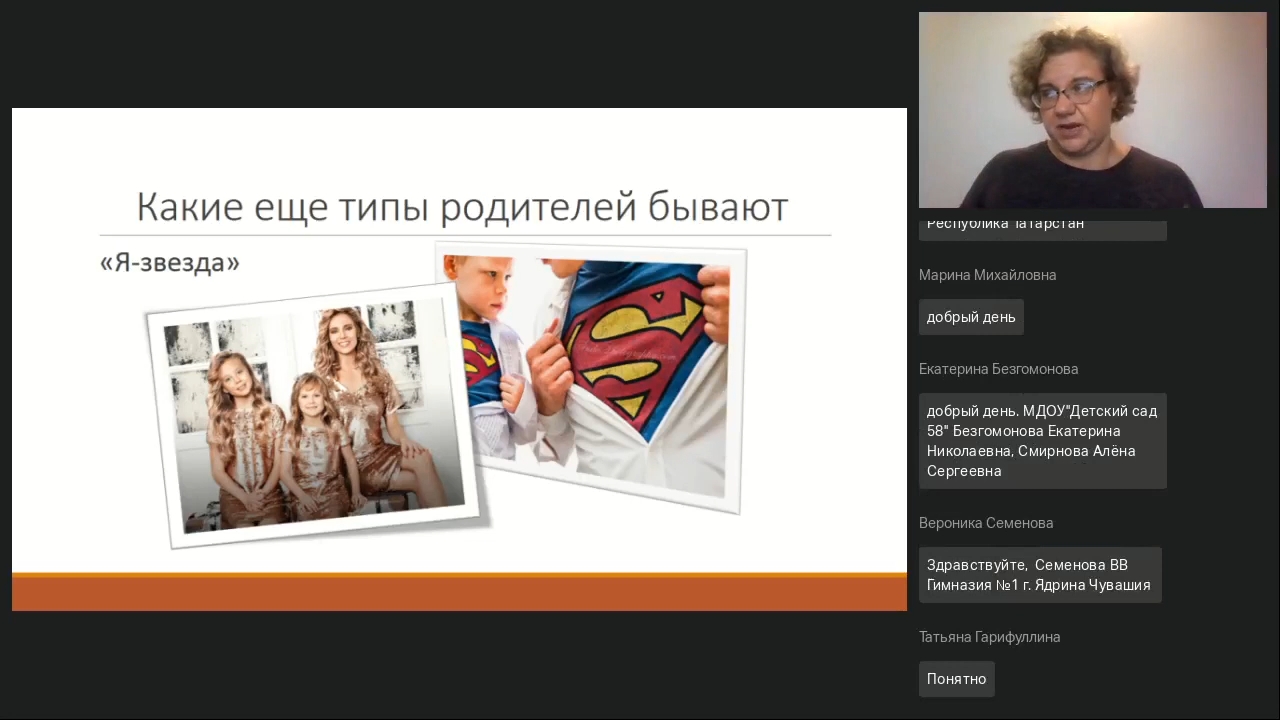 Какие еще типы родителей бывают
«Я-звезда»
Республика Татарстан
Марина Михайловна
добрый день
Екатерина Безгомонова
добрый день. МДОУ"Детский сад
58" Безгомонова Екатерина
Николаевна, Смирнова Алёна
Сергеевна
Вероника Семенова
Здравствуйте, Семенова ВВ
Гимназия №1 г. Ядрина Чувашия
Татьяна Гарифуллина
Понятно